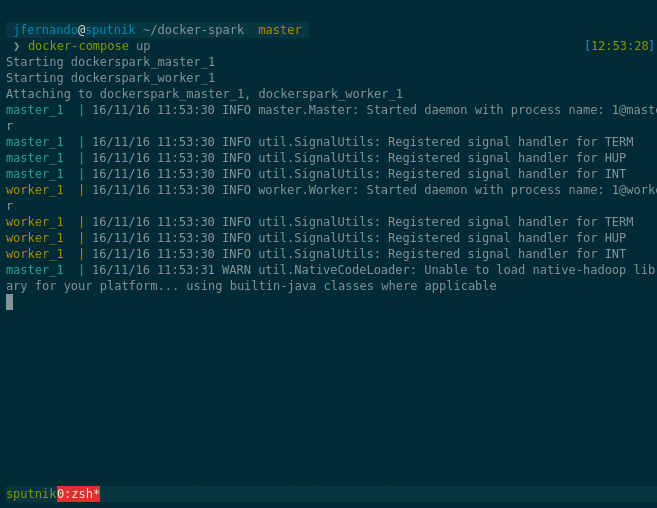 jfernando@sputnik ~/docker-spark master
❯ docker-compose up [12:53:28]
Starting dockerspark_master_1
Starting dockerspark_worker_1
Attaching to dockerspark_master_1, dockerspark_worker_1
master_1 | 16/11/16 11:53:30 INFO master.Master: Started daemon with process name: 1@maste
r
master_1 | 16/11/16 11:53:30 INFO util.SignalUtils: Registered signal handler for TERM
master_1 | 16/11/16 11:53:30 INFO util.SignalUtils: Registered signal handler for HUP
master_1 | 16/11/16 11:53:30 INFO util.SignalUtils: Registered signal handler for INT
worker_1 | 16/11/16 11:53:30 INFO worker.Worker: Started daemon with process name: 1@worke
r
worker_1 | 16/11/16 11:53:30 INFO util.SignalUtils: Registered signal handler for TERM
worker_1 | 16/11/16 11:53:30 INFO util.SignalUtils: Registered signal handler for HUP
worker_1 | 16/11/16 11:53:30 INFO util.SignalUtils: Registered signal handler for INT
master_1 | 16/11/16 11:53:31 WARN util.NativeCodeLoader: Unable to load native-hadoop lib
ary for your platform... using builtin-java classes where applicable
sputnik0:zsh*